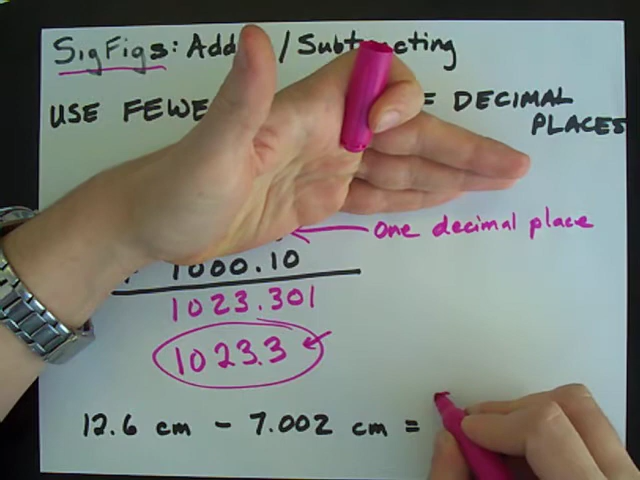 SigFigs: Add /Subtracting
USE FEWE = DECIMAL
PLACES
One decimal place
1000.10
1023.301
1023.3
12.6 cm - 7.002 cm =